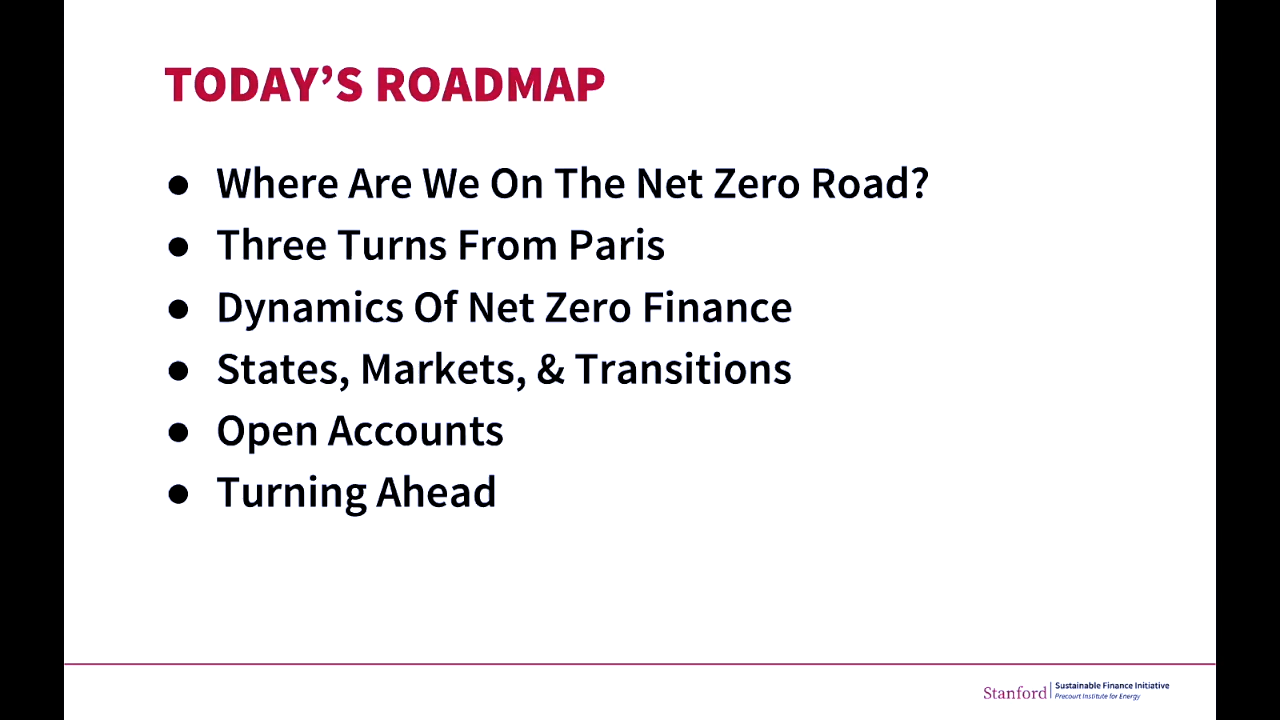 TODAY’S ROADMAP
● Where Are We On The Net Zero Road?
● Three Turns From Paris
● Dynamics Of Net Zero Finance
● States, Markets, & Transitions
● Open Accounts
● Turning Ahead
Stanford | Sustainable Finance Initiative
Precourt Institute for Energy